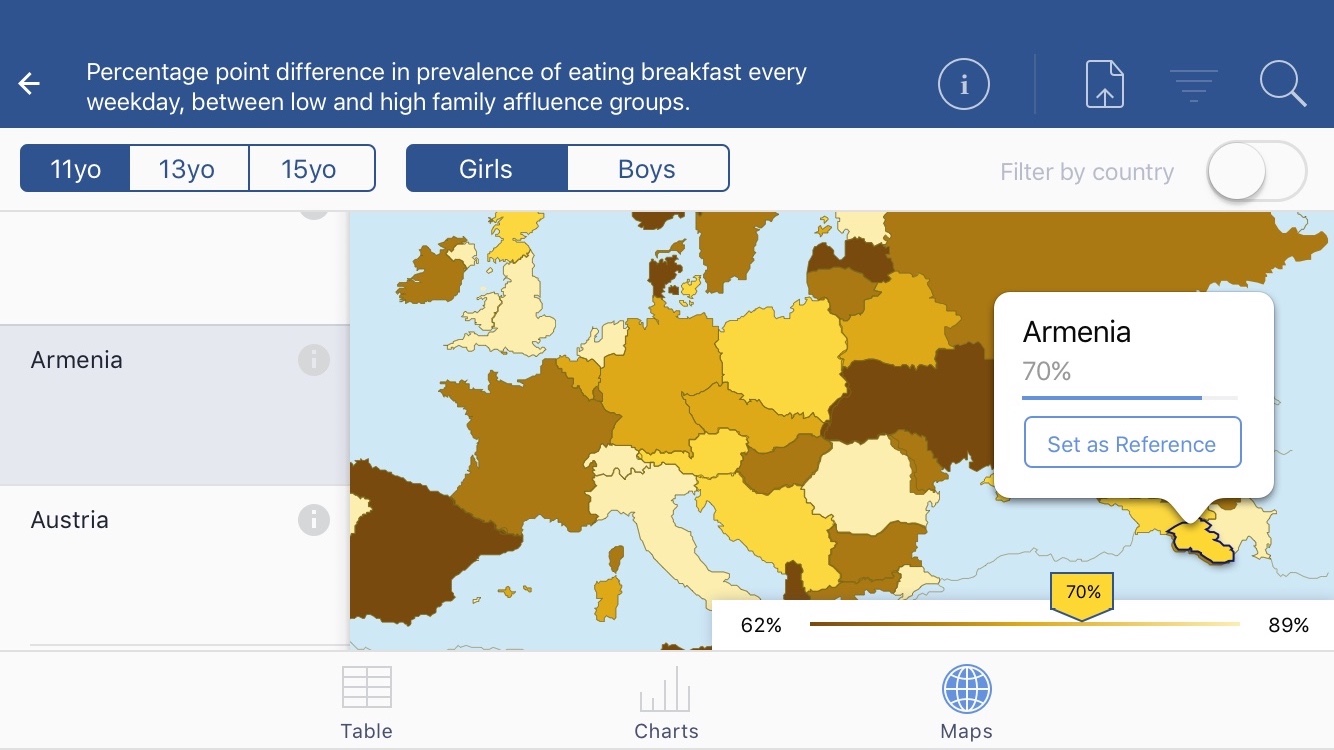 Percentage point difference in prevalence of eating breakfast every
weekday, between low and high family affluence groups.
i
11yo
13yo
15yo
Girls
Boys
Filter by country
Armenia
i
Austria
i
Armenia
70%
Set as Reference
70%
62%
89%
Table
Charts
Maps